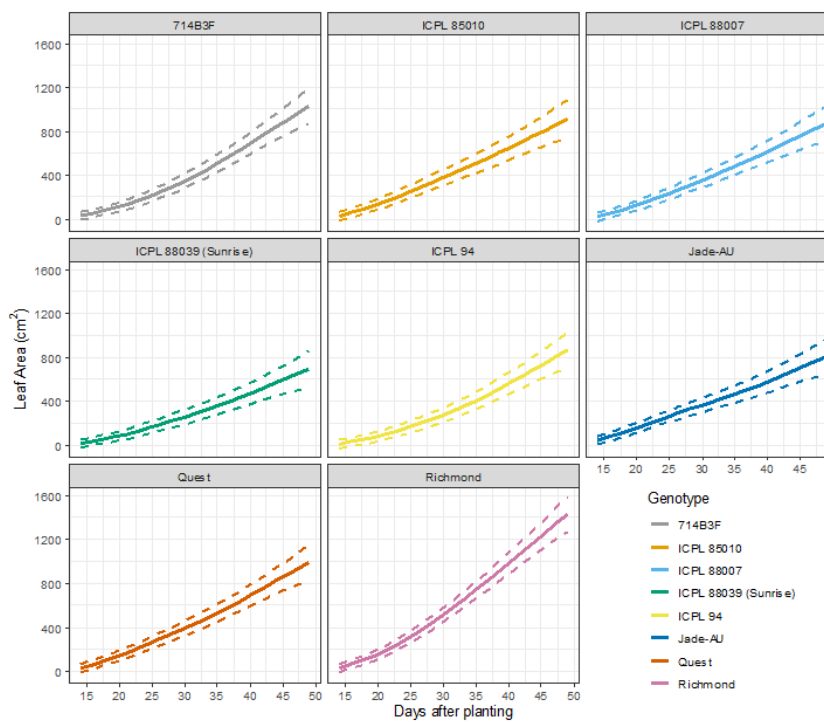 714B3F ICPL 85010 ICPL 88007
1600
1200
800
400
0
ICPL 88039 (Sunrise) ICPL 94 Jade-AU
1600
1200
800
400
0
15 20 25 30 35 40 45
Quest Richmond
1600
1200
800
400
0
15 20 25 30 35 40 45 50 15 20 25 30 35 40 45 50
Leaf Area (cm²)
Days after planting
Genotype
714B3F
ICPL 85010
ICPL 88007
ICPL 88039 (Sunrise)
ICPL 94
Jade-AU
Quest
Richmond